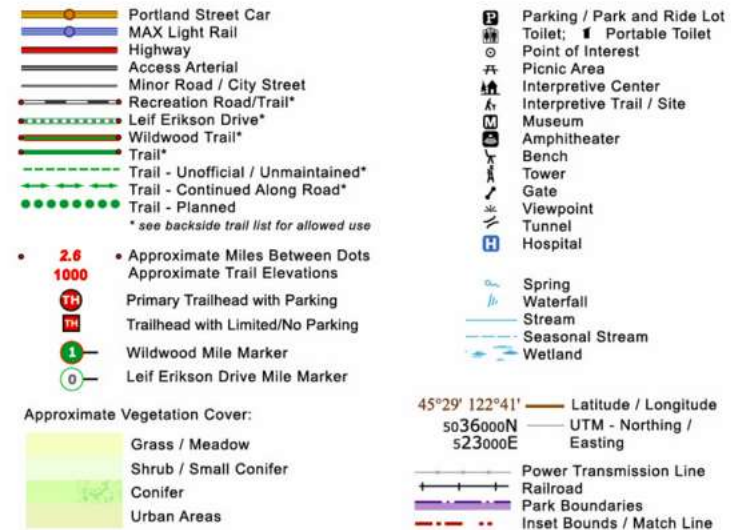 Portland Street Car
MAX Light Rail
Highway
Access Arterial
Minor Road / City Street
Recreation Road/Trail*
Leif Erikson Drive*
Wildwood Trail*
Trail*
Trail - Unofficial / Unmaintained*
Trail - Continued Along Road*
Trail - Planned
* see backside trail list for allowed use
2.6 Approximate Miles Between Dots
1000 Approximate Trail Elevations
TH Primary Trailhead with Parking
TH Trailhead with Limited/No Parking
1 Wildwood Mile Marker
0 Leif Erikson Drive Mile Marker
Approximate Vegetation Cover:
Grass / Meadow
Shrub / Small Conifer
Conifer
Urban Areas
P Parking / Park and Ride Lot
Toilet; Portable Toilet
Point of Interest
Picnic Area
Interpretive Center
Interpretive Trail / Site
M Museum
Amphitheater
Bench
Tower
Gate
Viewpoint
Tunnel
H Hospital
Spring
Waterfall
Stream
Seasonal Stream
Wetland
45°29' 122°41' Latitude / Longitude
5036000N UTM - Northing /
523000E Easting
Power Transmission Line
Railroad
Park Boundaries
Inset Bounds / Match Line